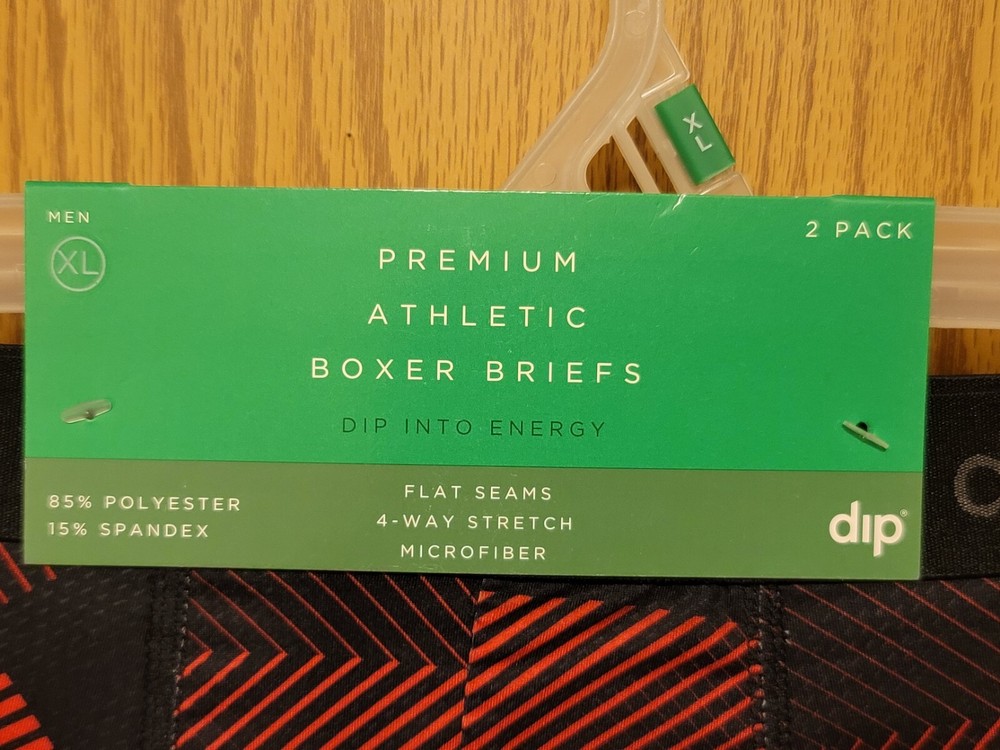 X
L
MEN
XL
2 PACK
PREMIUM
ATHLETIC
BOXER BRIEFS
DIP INTO ENERGY
85% POLYESTER
15% SPANDEX
FLAT SEAMS
4-WAY STRETCH
MICROFIBER
dip®